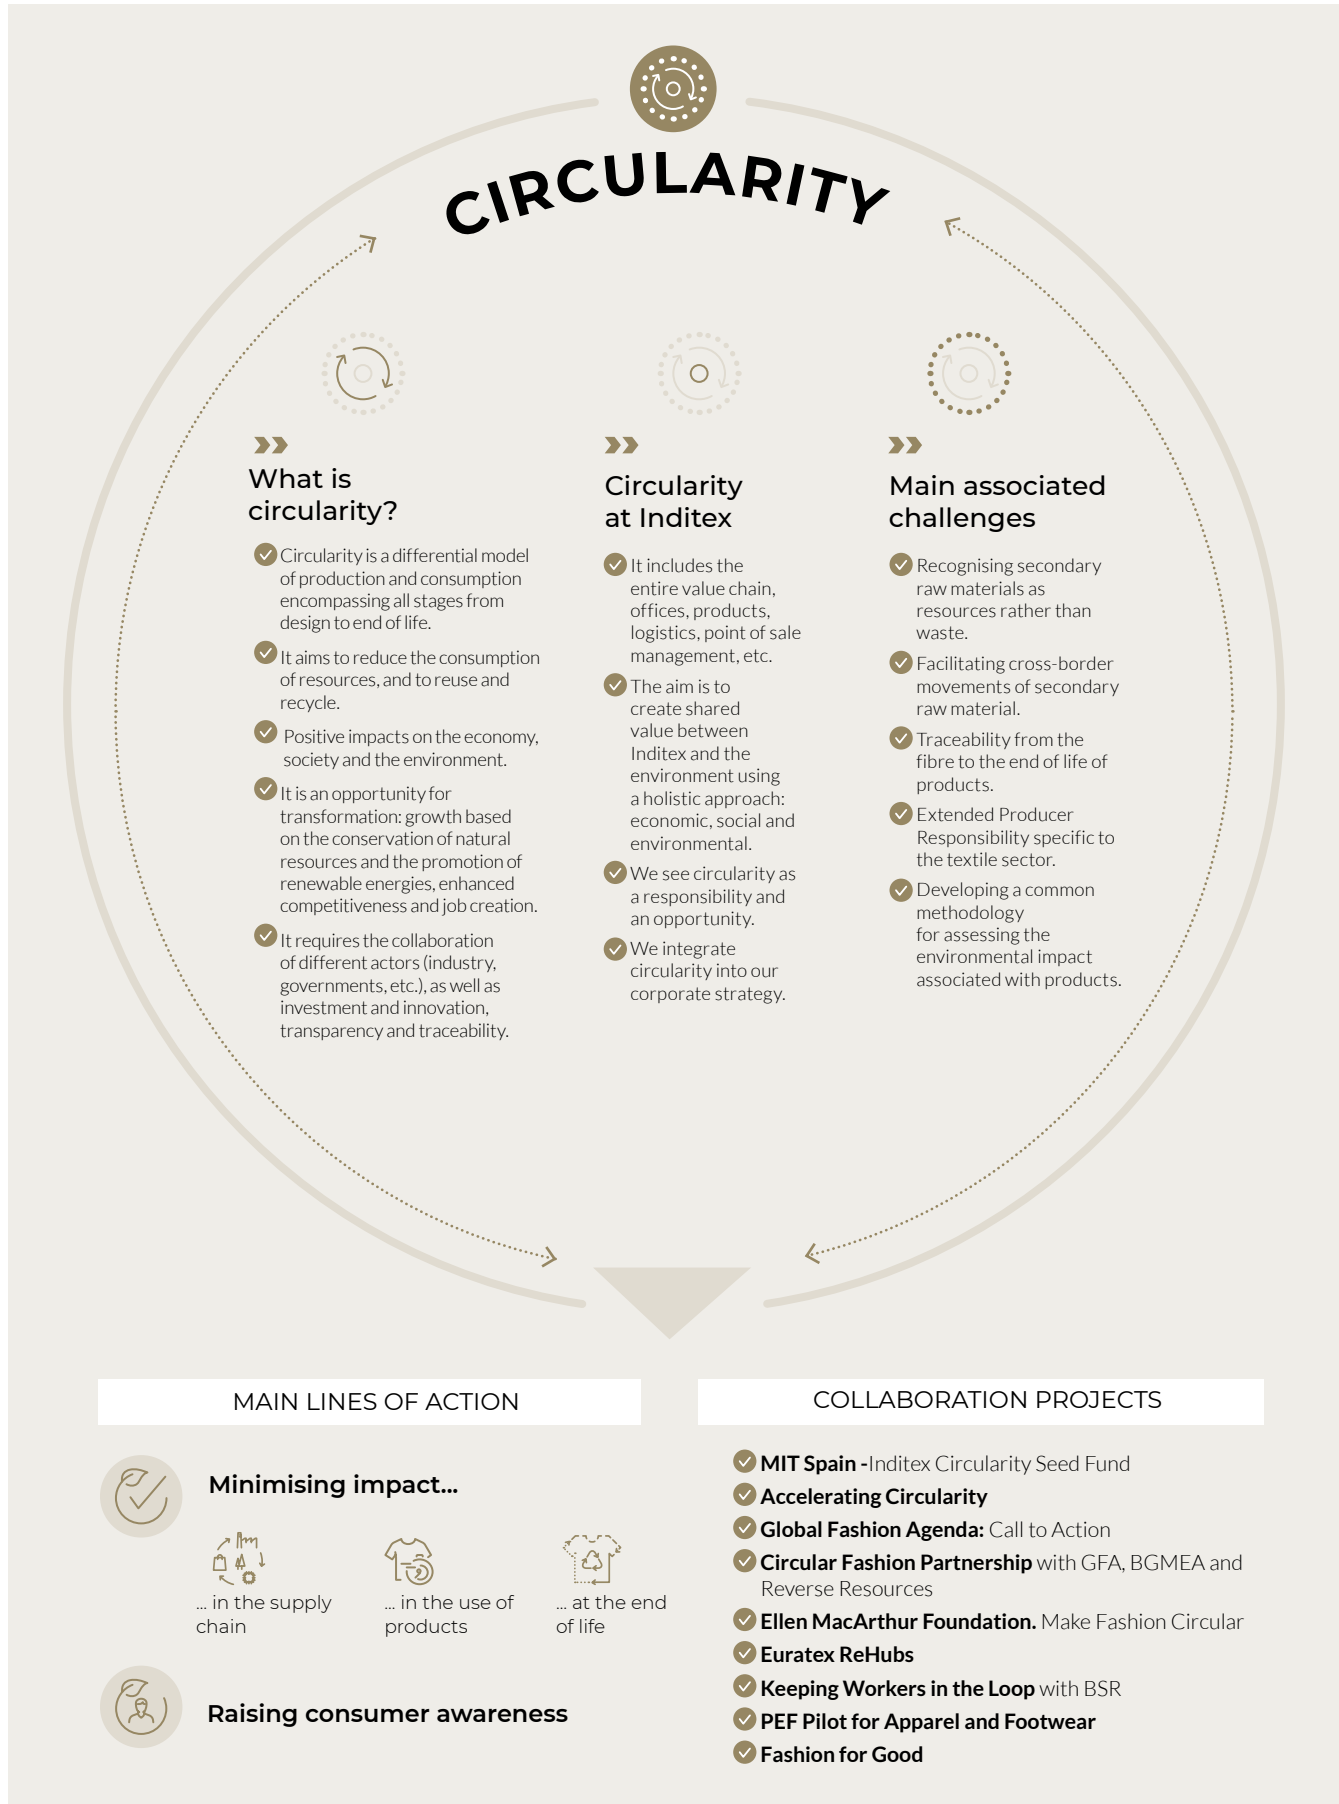 CIRCULARITY
What is
circularity?
Circularity is a differential model
of production and consumption
encompassing all stages from
design to end of life.
It aims to reduce the consumption
of resources, and to reuse and
recycle.
Positive impacts on the economy,
society and the environment.
It is an opportunity for
transformation: growth based
on the conservation of natural
resources and the promotion of
renewable energies, enhanced
competitiveness and job creation.
It requires the collaboration
of different actors (industry,
governments, etc.), as well as
investment and innovation,
transparency and traceability.
Circularity
at Inditex
It includes the
entire value chain,
offices, products,
logistics, point of sale
management, etc.
The aim is to
create shared
value between
Inditex and the
environment using
a holistic approach:
economic, social and
environmental.
We see circularity as
a responsibility and
an opportunity.
We integrate
circularity into our
corporate strategy.
Main associated
challenges
Recognising secondary
raw materials as
resources rather than
waste.
Facilitating cross-border
movements of secondary
raw material.
Traceability from the
fibre to the end of life of
products.
Extended Producer
Responsibility specific to
the textile sector.
Developing a common
methodology
for assessing the
environmental impact
associated with products.
MAIN LINES OF ACTION
Minimising impact...
... in the supply
chain
... in the use of
products
... at the end
of life
Raising consumer awareness
COLLABORATION PROJECTS
MIT Spain -Inditex Circularity Seed Fund
Accelerating Circularity
Global Fashion Agenda: Call to Action
Circular Fashion Partnership with GFA, BGMEA and
Reverse Resources
Ellen MacArthur Foundation. Make Fashion Circular
Euratex ReHubs
Keeping Workers in the Loop with BSR
PEF Pilot for Apparel and Footwear
Fashion for Good